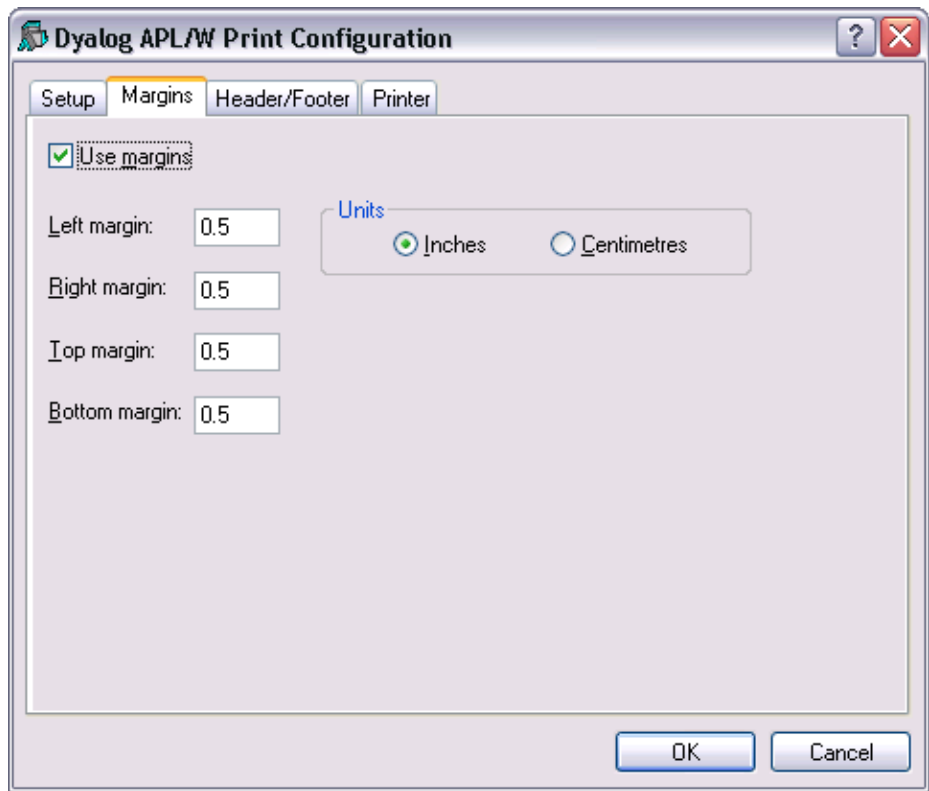 Dyalog APL/W Print Configuration
?
Setup Margins Header/Footer Printer
Use margins
Units
Left margin: 0.5
Inches Centimetres
Right margin: 0.5
Top margin: 0.5
Bottom margin: 0.5
OK Cancel